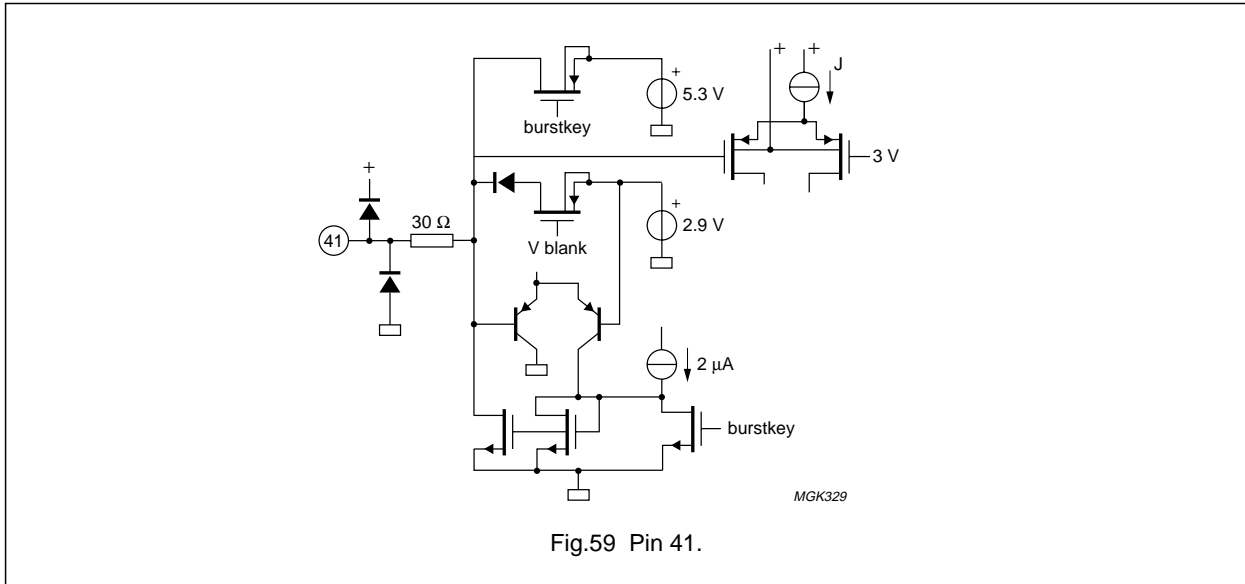 + + J
+ 5.3 V
burstkey
3 V
+
30 Ω
41
+ 2.9 V
V blank
2 μA
burstkey
MGK329
Fig.59 Pin 41.